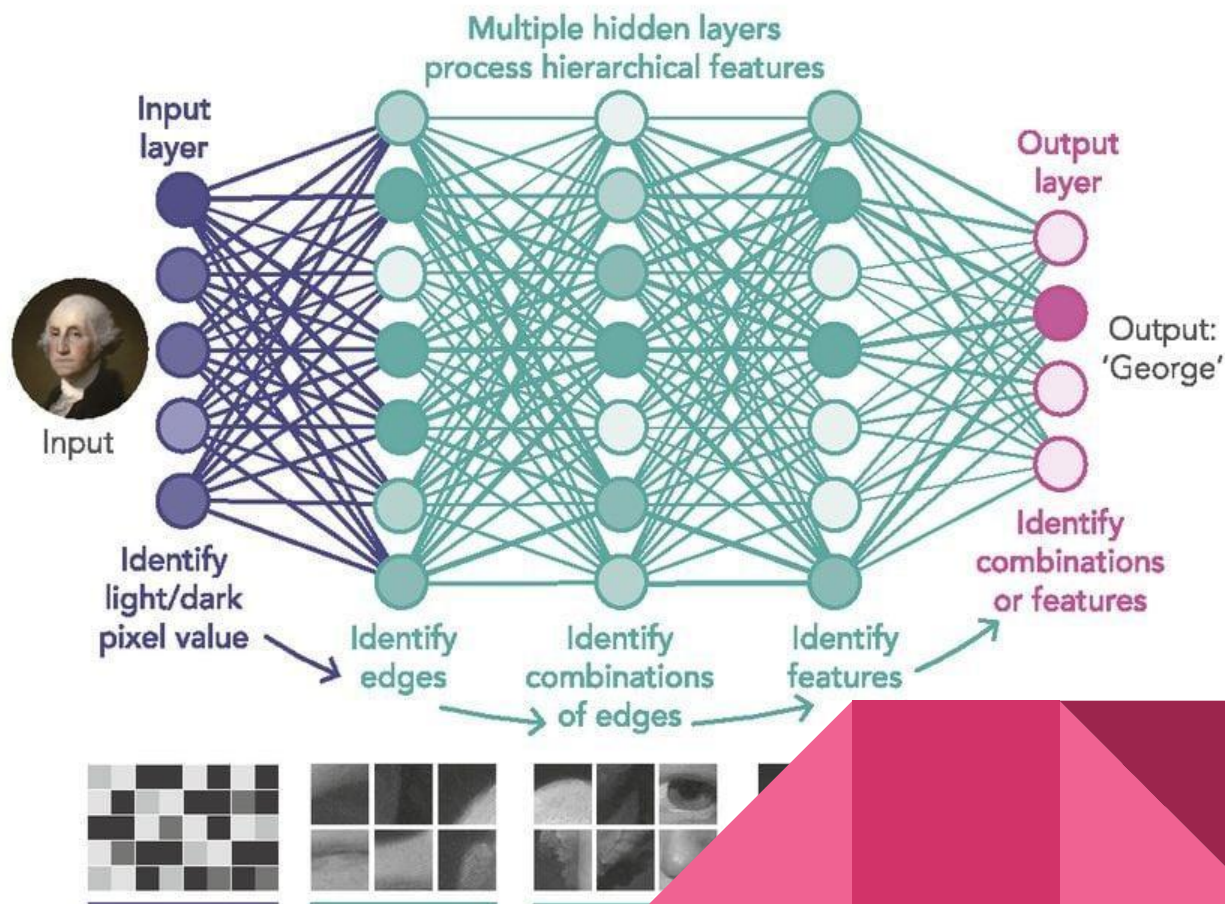 Multiple hidden layers
process hierarchical features
Input
layer
Output
layer
Input
Output:
'George'
Identify
light/dark
pixel value
Identify
edges
Identify
combinations
of edges
Identify
features
Identify
combinations
or features